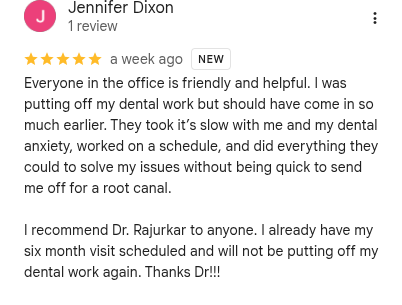 J
Jennifer Dixon
1 review
a week ago NEW
Everyone in the office is friendly and helpful. I was
putting off my dental work but should have come in so
much earlier. They took it’s slow with me and my dental
anxiety, worked on a schedule, and did everything they
could to solve my issues without being quick to send
me off for a root canal.
I recommend Dr. Rajurkar to anyone. I already have my
six month visit scheduled and will not be putting off my
dental work again. Thanks Dr!!!